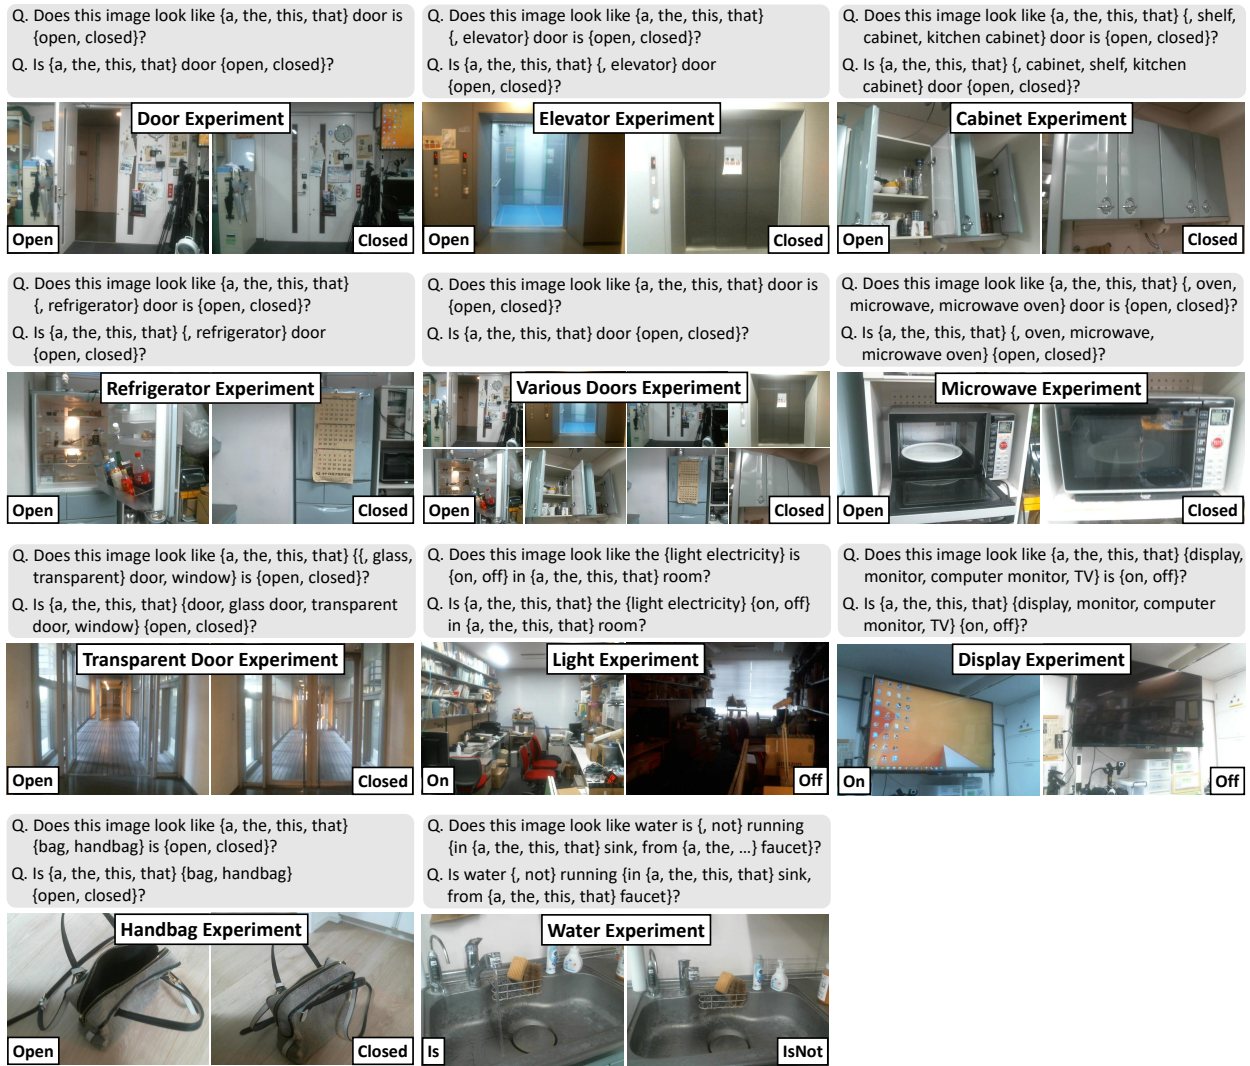 Q. Does this image look like {a, the, this, that} door is
{open, closed}?
Q. Is {a, the, this, that} door {open, closed}?
Door Experiment
Open
Closed
Q. Does this image look like {a, the, this, that}
{, elevator} door is {open, closed}?
Q. Is {a, the, this, that} {, elevator} door
{open, closed}?
Elevator Experiment
Open
Closed
Q. Does this image look like {a, the, this, that} {, shelf,
cabinet, kitchen cabinet} door is {open, closed}?
Q. Is {a, the, this, that} {, cabinet, shelf, kitchen
cabinet} door {open, closed}?
Cabinet Experiment
Open
Closed
Q. Does this image look like {a, the, this, that}
{, refrigerator} door is {open, closed}?
Q. Is {a, the, this, that} {, refrigerator} door
{open, closed}?
Refrigerator Experiment
Open
Closed
Q. Does this image look like {a, the, this, that} door is
{open, closed}?
Q. Is {a, the, this, that} door {open, closed}?
Various Doors Experiment
Open
Closed
Q. Does this image look like {a, the, this, that} {, oven,
microwave, microwave oven} door is {open, closed}?
Q. Is {a, the, this, that} {, oven, microwave,
microwave oven} {open, closed}?
Microwave Experiment
Open
Closed
Q. Does this image look like {a, the, this, that} {{, glass,
transparent} door, window} is {open, closed}?
Q. Is {a, the, this, that} {door, glass door, transparent
door, window} {open, closed}?
Transparent Door Experiment
Open
Closed
Q. Does this image look like the {light electricity} is
{on, off} in {a, the, this, that} room?
Q. Is {a, the, this, that} the {light electricity} {on, off}
in {a, the, this, that} room?
Light Experiment
On
Off
Q. Does this image look like {a, the, this, that} {display,
monitor, computer monitor, TV} is {on, off}?
Q. Is {a, the, this, that} {display, monitor, computer
monitor, TV} {on, off}?
Display Experiment
On
Off
Q. Does this image look like {a, the, this, that}
{bag, handbag} is {open, closed}?
Q. Is {a, the, this, that} {bag, handbag}
{open, closed}?
Handbag Experiment
Open
Closed
Q. Does this image look like water is {, not} running
{in {a, the, this, that} sink, from {a, the, …} faucet}?
Q. Is water {, not} running {in {a, the, this, that} sink,
from {a, the, this, that} faucet}?
Water Experiment
Is
IsNot